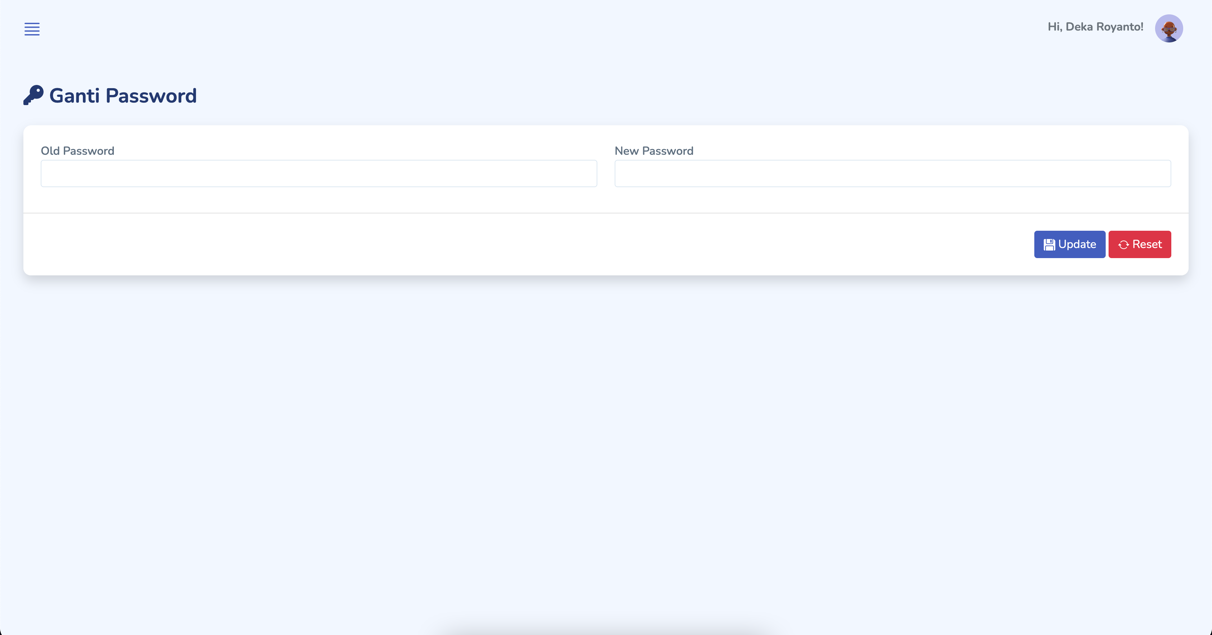 Hi, Deka Royanto!
Ganti Password
Old Password
New Password
Update
Reset